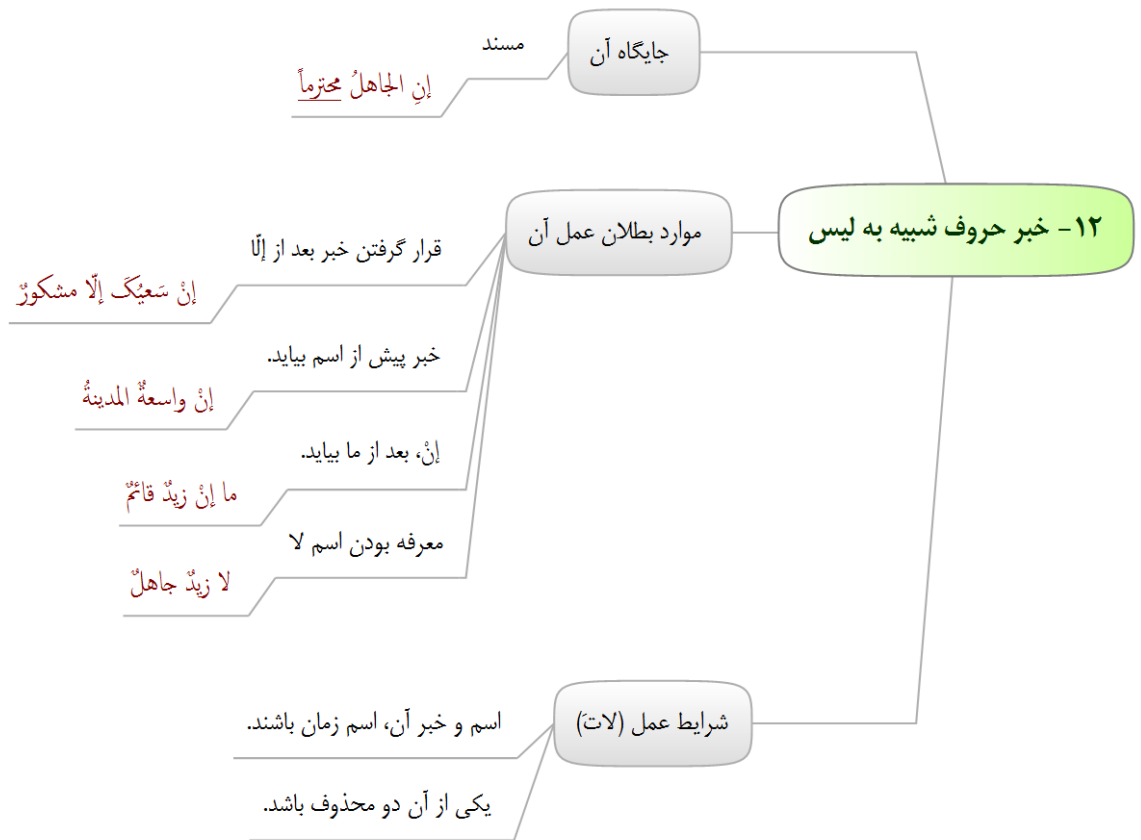 ۱۲- خبر حروف شبیه به لیس
جایگاه آن
مسند
إنِ الجاهلُ محترماً
موارد بطلان عمل آن
قرار گرفتن خبر بعد از إلّا
إنْ سَعیُکَ إلّا مشکورٌ
خبر پیش از اسم بیاید.
إنْ واسعةٌ المدینةُ
إنْ، بعد از ما بیاید.
ما إنْ زیدٌ قائمٌ
معرفه بودن اسم لا
لا زیدٌ جاهلٌ
شرایط عمل (لاتَ)
اسم و خبر آن، اسم زمان باشند.
یکی از آن دو محذوف باشد.